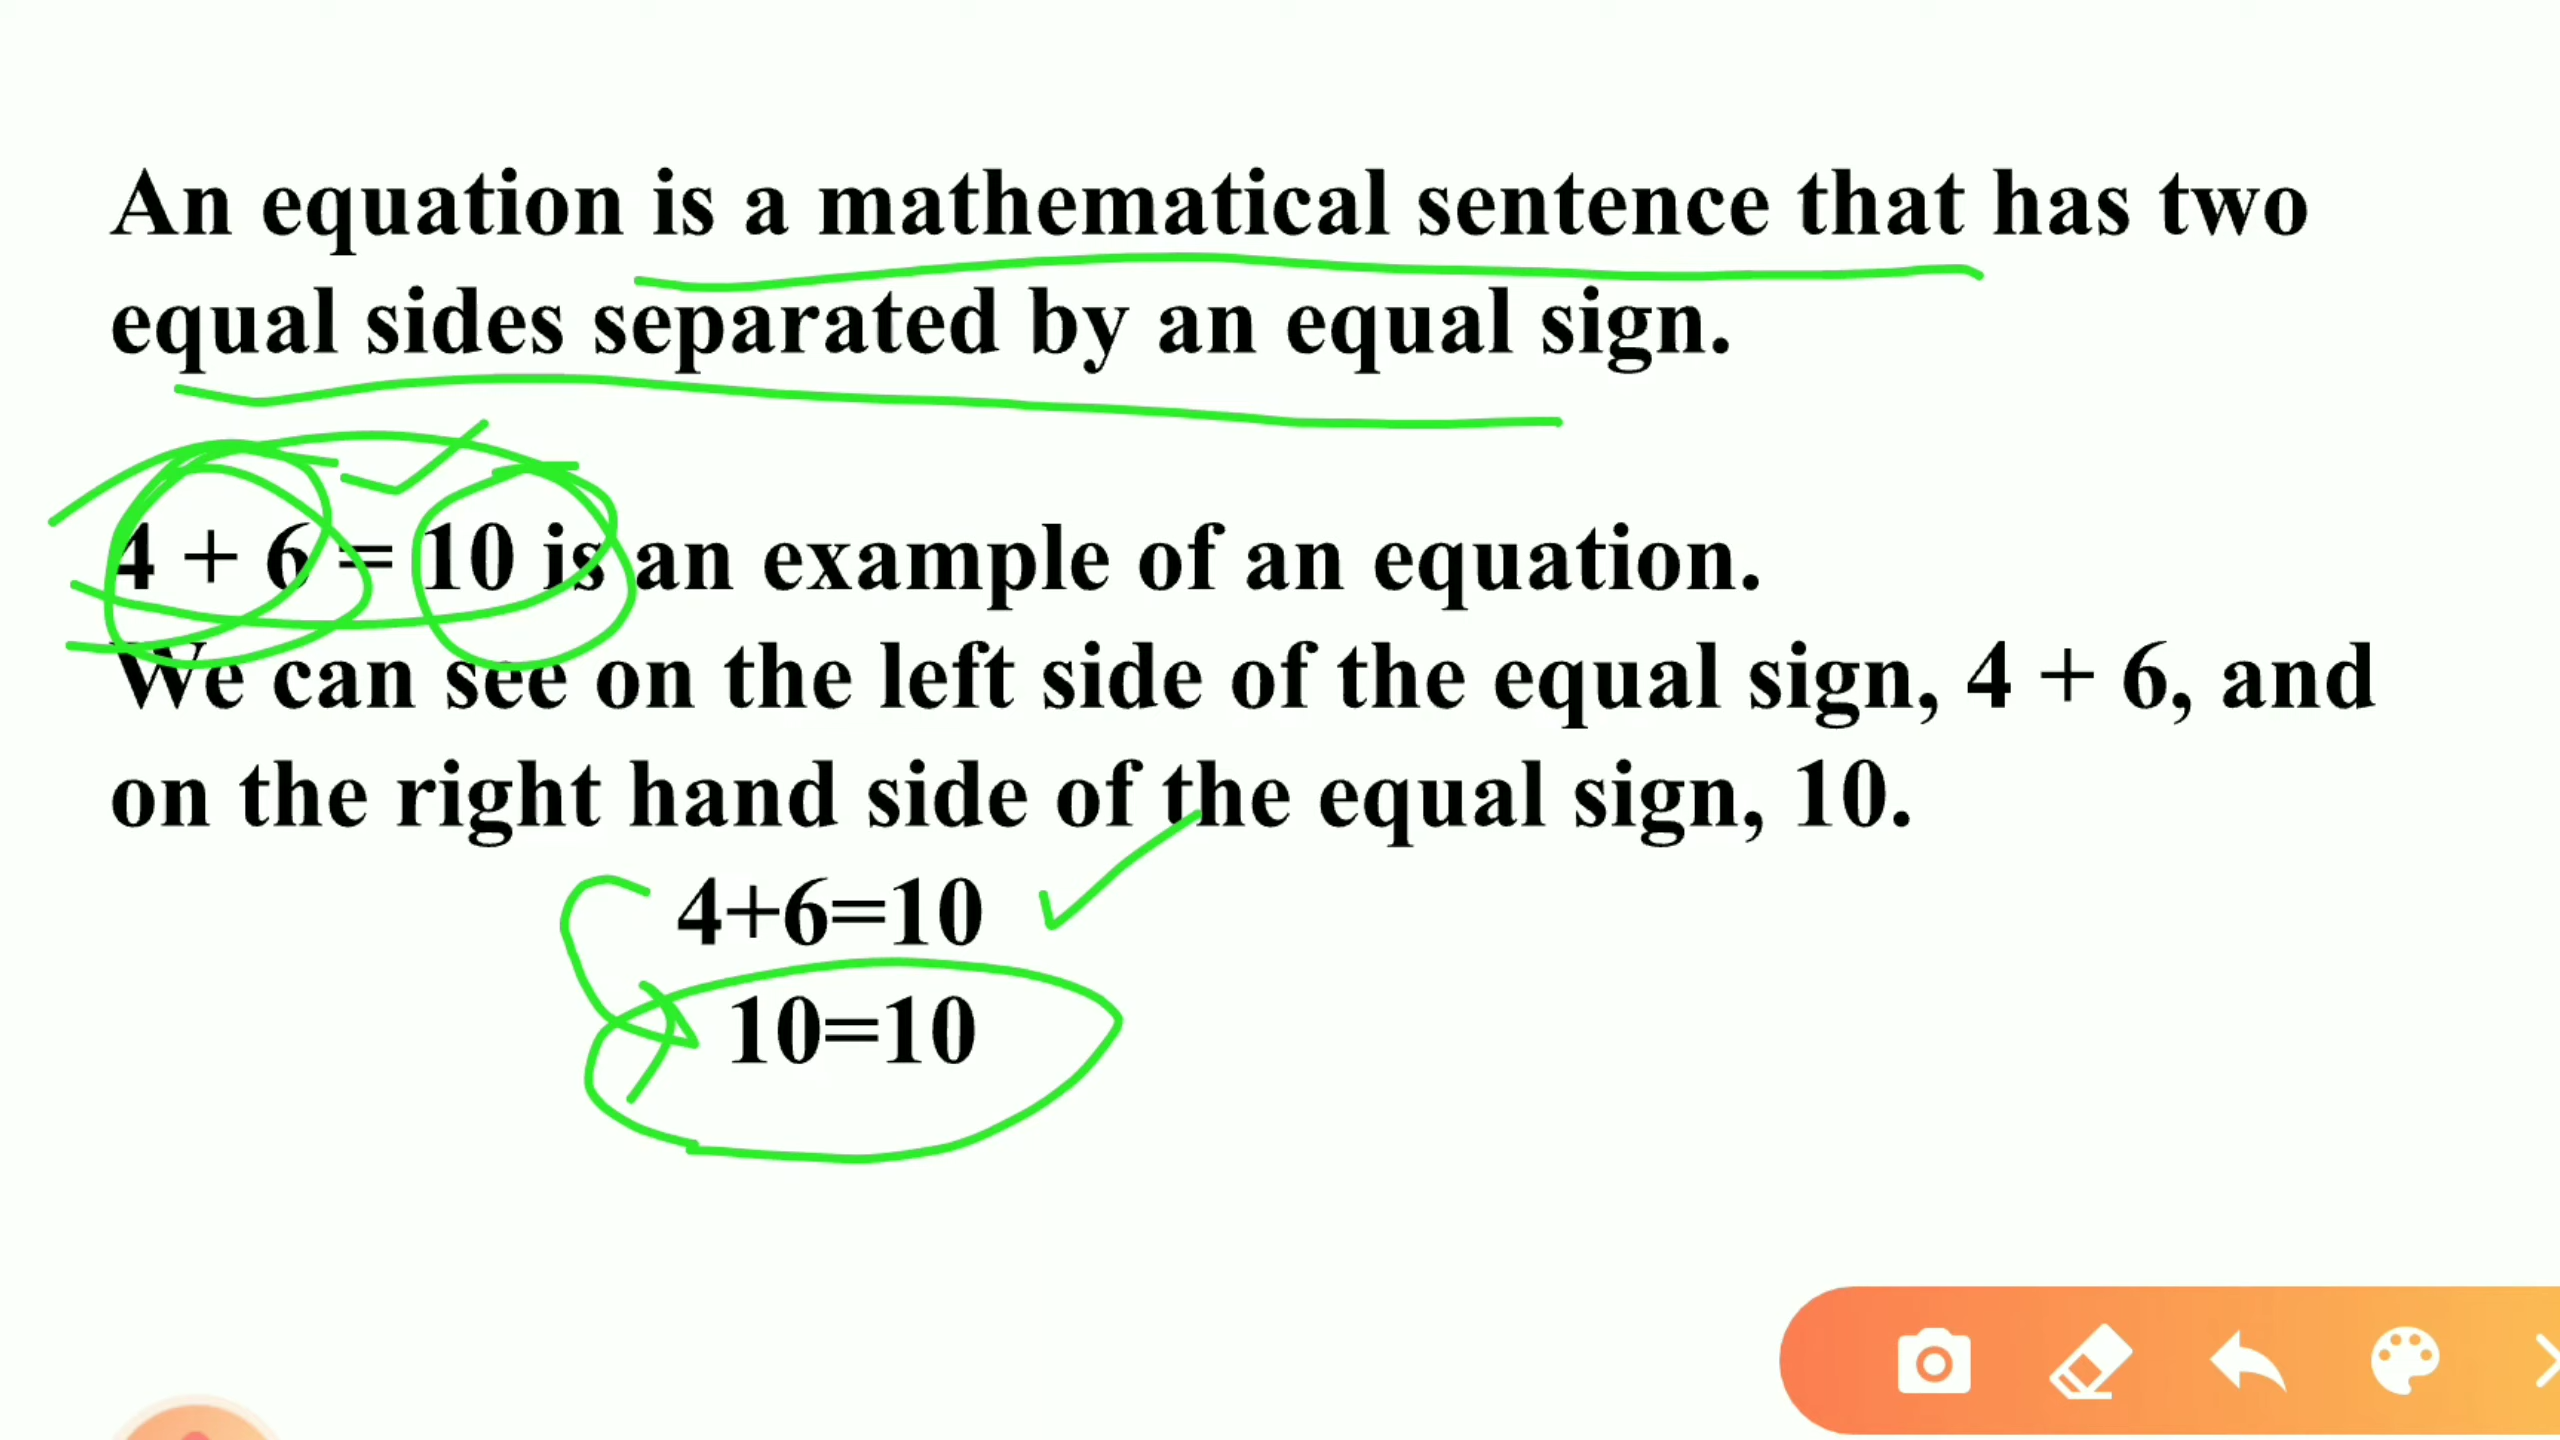 An equation is a mathematical sentence that has two
equal sides separated by an equal sign.
4 + 6 = 10 is an example of an equation.
We can see on the left side of the equal sign, 4 + 6, and
on the right hand side of the equal sign, 10.
4+6=10
10=10